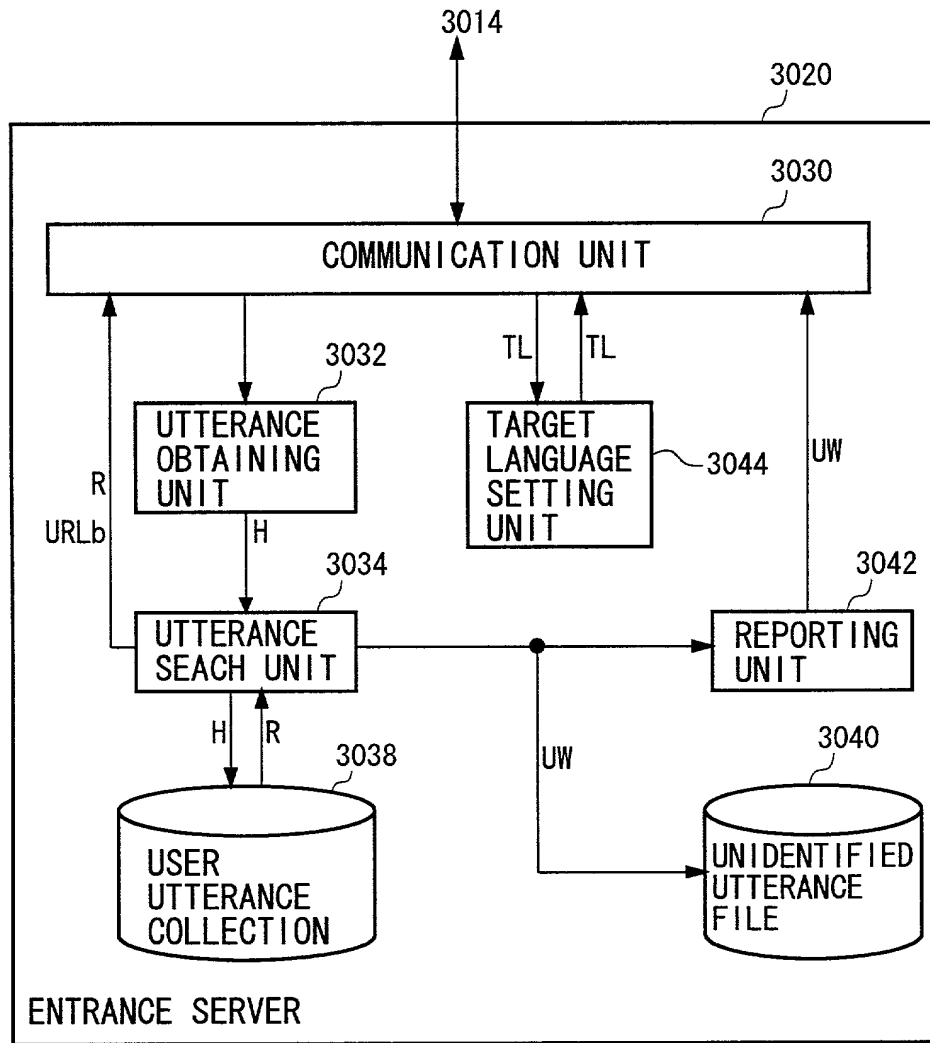 3014
3020
3030
COMMUNICATION UNIT
TL
TL
3032
UTTERANCE
OBTAINING
UNIT
TARGET
LANGUAGE
SETTING
UNIT
3044
UW
R
URLb
H
3034
UTTERANCE
SEACH UNIT
3042
REPORTING
UNIT
H
R
3038
USER
UTTERANCE
COLLECTION
UW
3040
UNIDENTIFIED
UTTERANCE
FILE
ENTRANCE SERVER